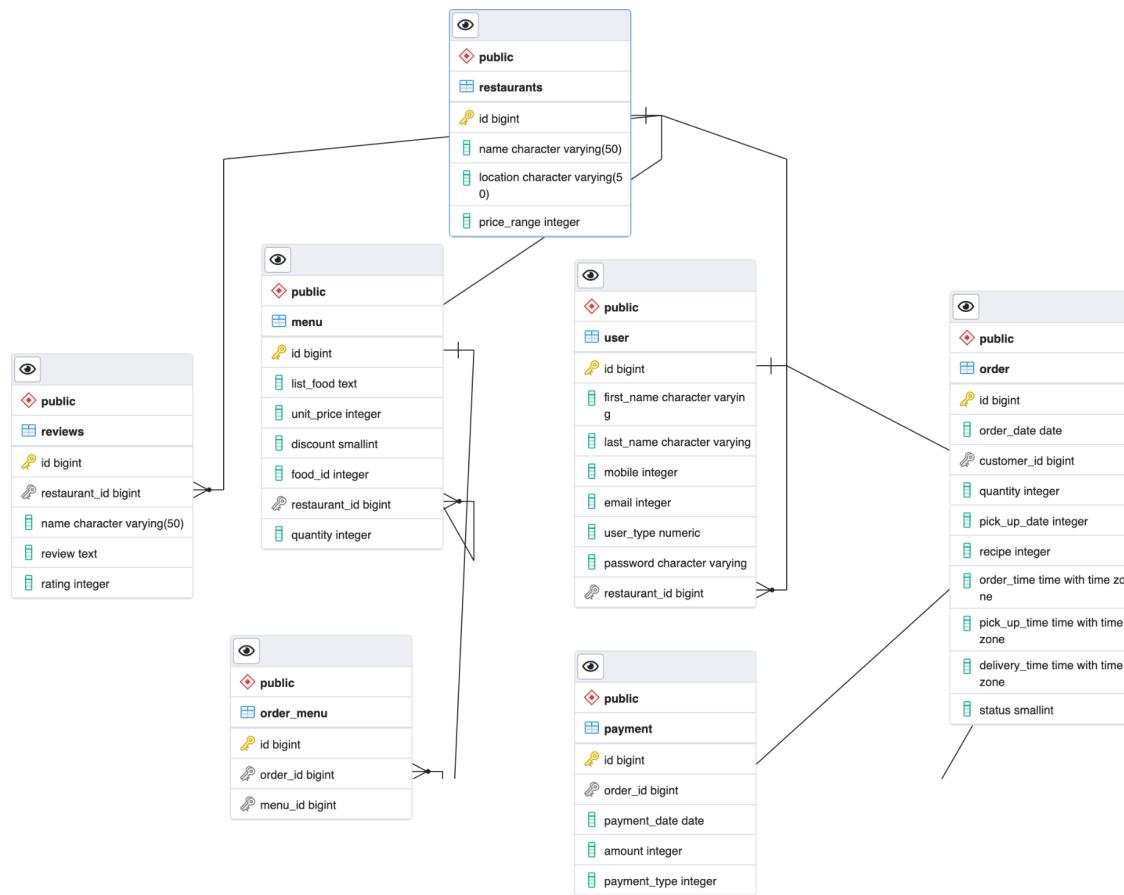 public
restaurants
id bigint
name character varying(50)
location character varying(5
0)
price_range integer
public
menu
id bigint
list_food text
unit_price integer
discount smallint
food_id integer
restaurant_id bigint
quantity integer
public
user
id bigint
first_name character varyin
g
last_name character varying
mobile integer
email integer
user_type numeric
password character varying
restaurant_id bigint
public
order
id bigint
order_date date
customer_id bigint
quantity integer
pick_up_date integer
recipe integer
order_time time with time zo
ne
pick_up_time time with time
zone
delivery_time time with time
zone
status smallint
public
reviews
id bigint
restaurant_id bigint
name character varying(50)
review text
rating integer
public
order_menu
id bigint
order_id bigint
menu_id bigint
public
payment
id bigint
order_id bigint
payment_date date
amount integer
payment_type integer